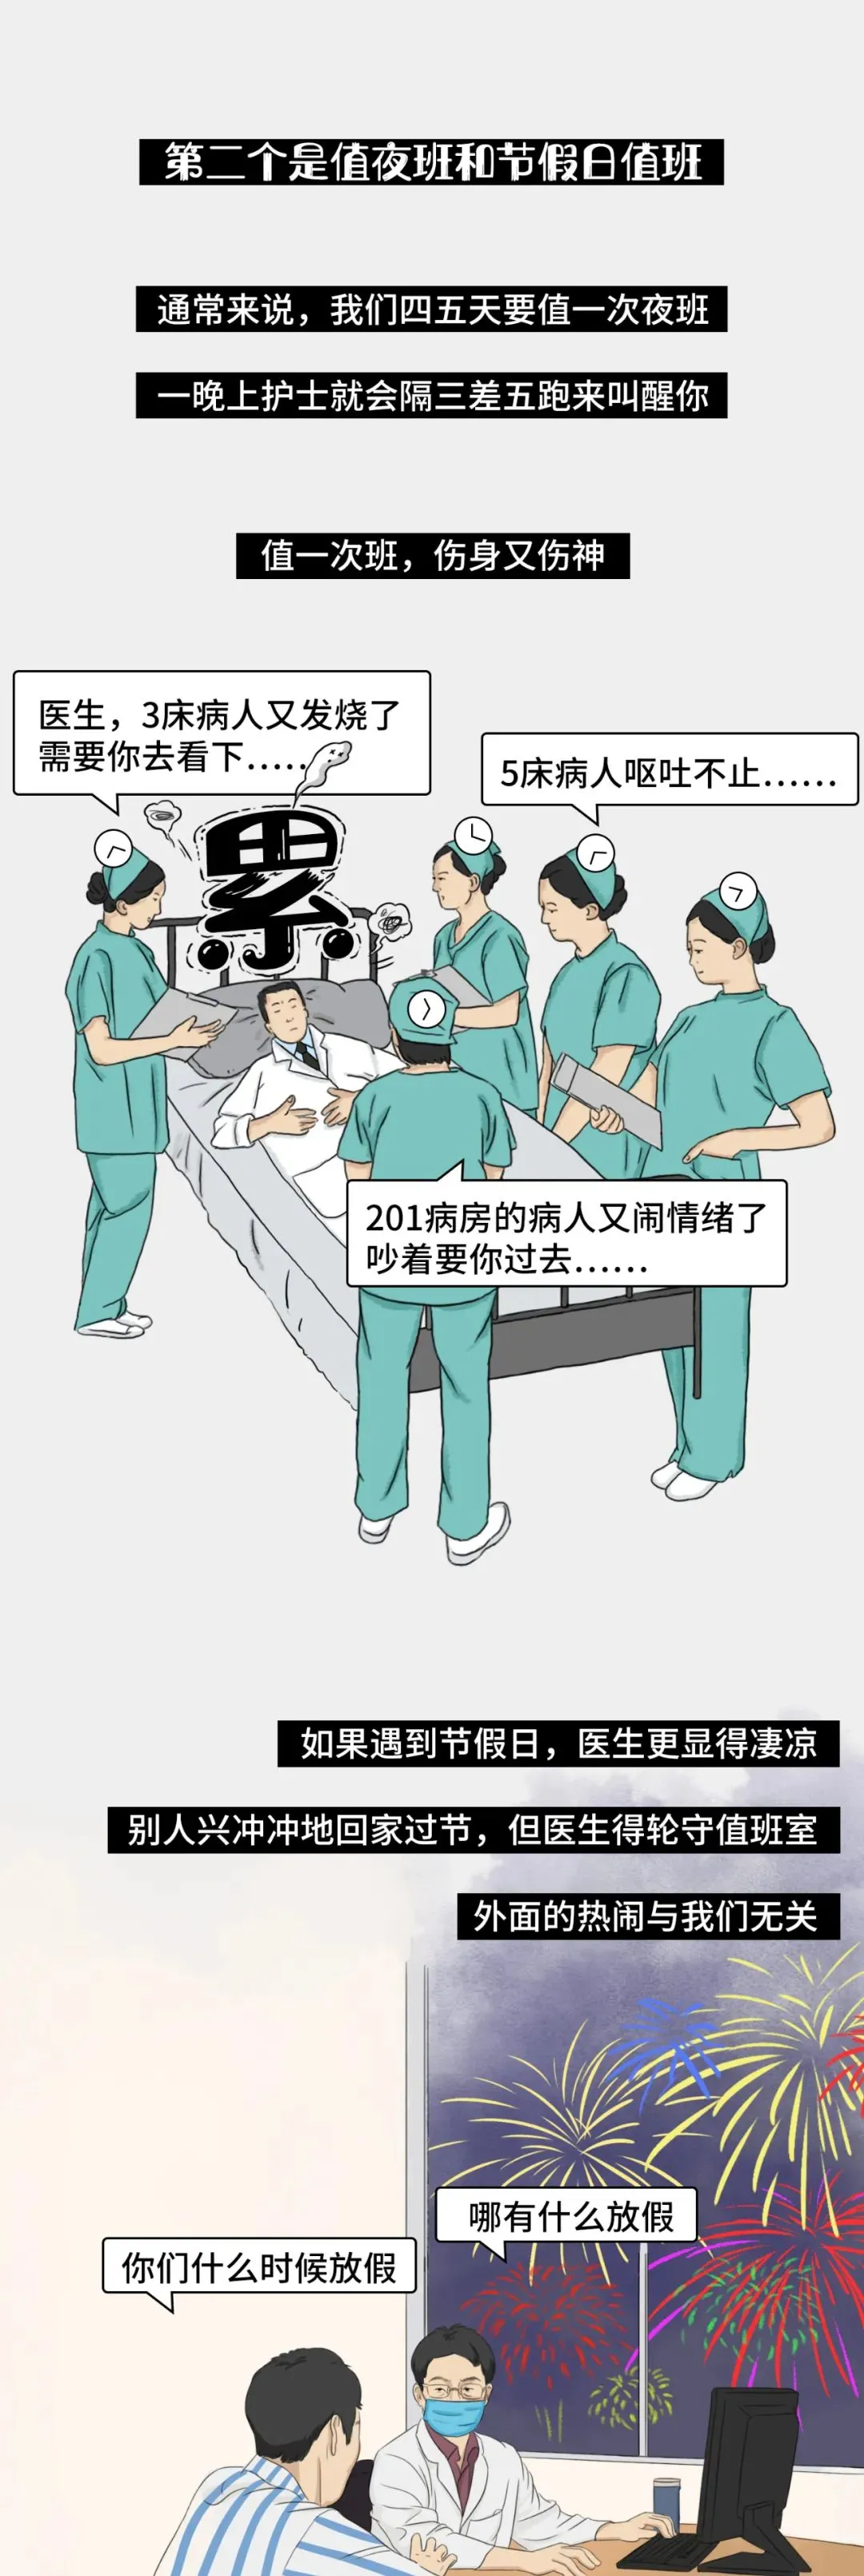 第二个是值夜班和节假日值班
通常来说，我们四五天要值一次夜班
一晚上护士就会隔三差五跑来叫醒你
值一次班，伤身又伤神
医生，3床病人又发烧了
需要你去看下……
5床病人呕吐不止……
累
201病房的病人又闹情绪了
吵着要你过去……
如果遇到节假日，医生更显得凄凉
别人兴冲冲地回家过节，但医生得轮守值班室
外面的热闹与我们无关
哪有什么放假
你们什么时候放假